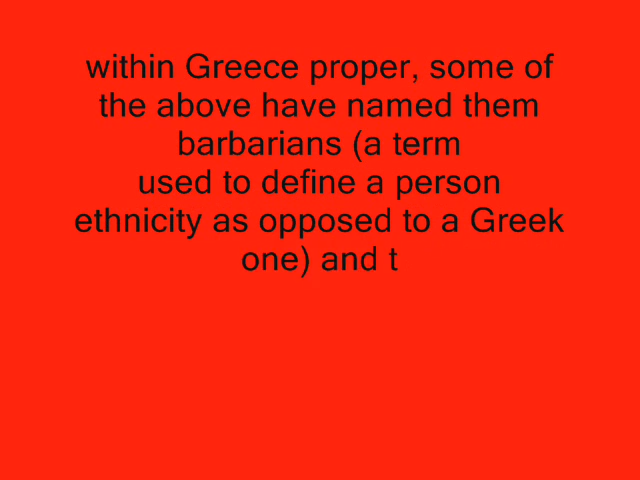 within Greece proper, some of
the above have named them
barbarians (a term
used to define a person
ethnicity as opposed to a Greek
one) and t